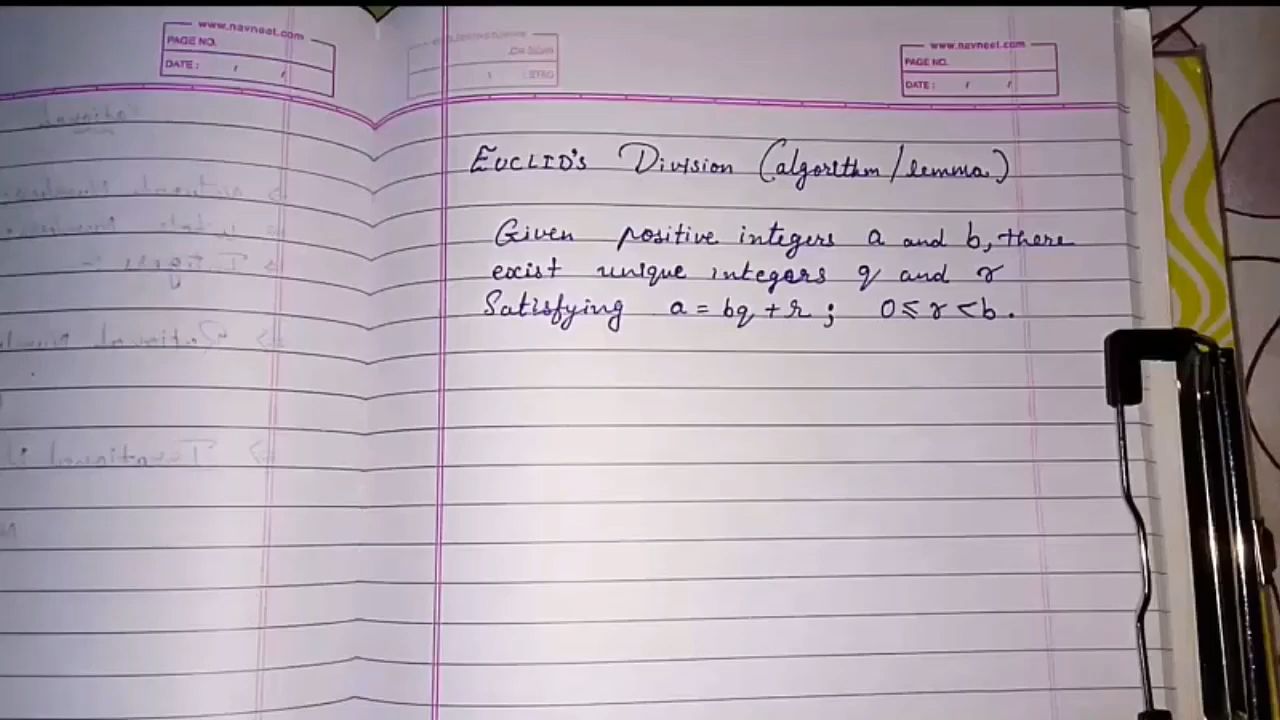 www.navneet.com
PAGE NO.
DATE : / /
www.navneet.com
PAGE NO.
DATE : / /
EUCLID's Division (algorithm/lemma)
Given positive integers a and b, there
exist unique integers q and r
Satisfying a = bq + r ; 0 ≤ r < b.